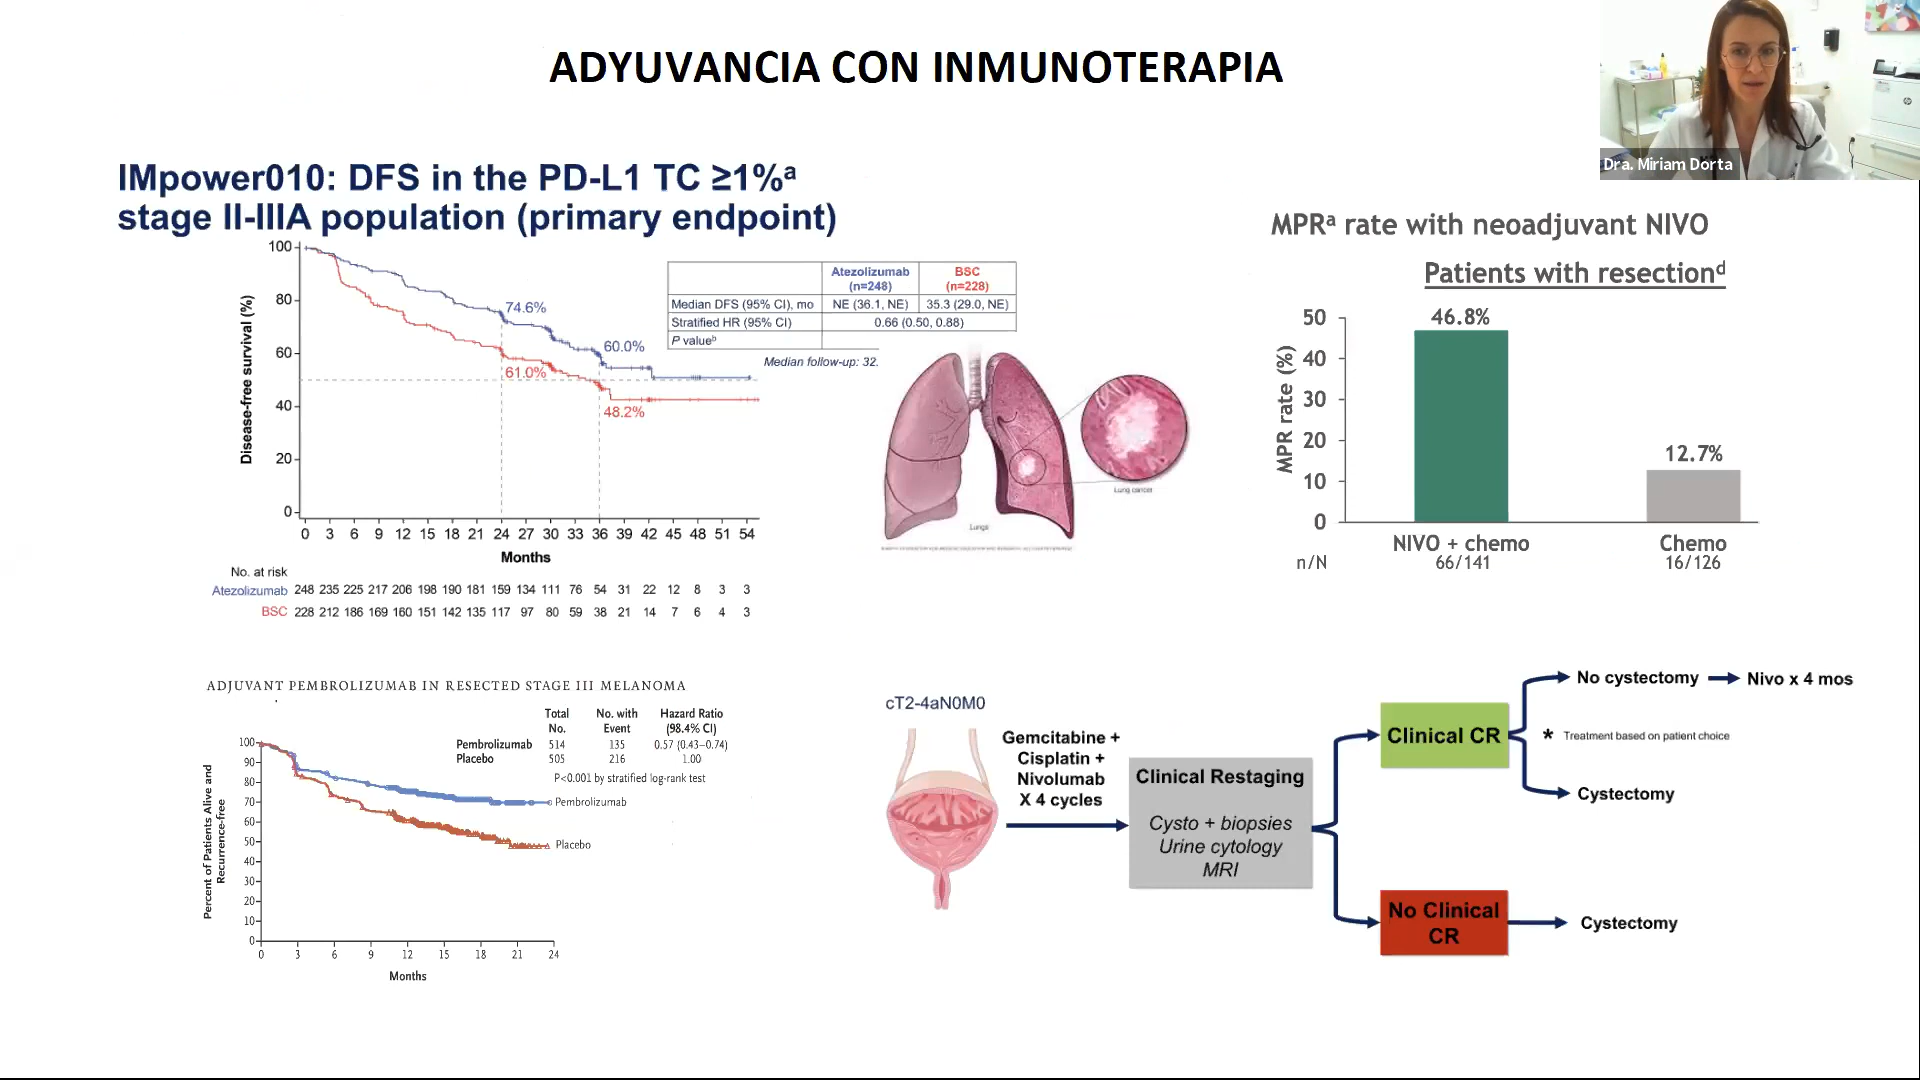 ADYUVANCIA CON INMUNOTERAPIA
Dra. Miriam Dorta
IMpower010: DFS in the PD-L1 TC ≥1%ª
stage II-IIIA population (primary endpoint)
Disease-free survival (%)
100
80
60
40
20
0
74.6%
61.0%
60.0%
48.2%
Atezolizumab (n=248) BSC (n=228)
Median DFS (95% CI), mo NE (36.1, NE) 35.3 (29.0, NE)
Stratified HR (95% CI) 0.66 (0.50, 0.88)
P valueᵇ
Median follow-up: 32.
0 3 6 9 12 15 18 21 24 27 30 33 36 39 42 45 48 51 54
Months
No. at risk
Atezolizumab 248 235 225 217 206 198 190 181 159 134 111 76 54 31 22 12 8 3 3
BSC 228 212 186 169 160 151 142 135 117 97 80 59 38 21 14 7 6 4 3
Lung cancer
Lungs
MPRª rate with neoadjuvant NIVO
Patients with resectionᵈ
MPR rate (%)
50
40
30
20
10
0
46.8%
12.7%
NIVO + chemo Chemo
n/N 66/141 16/126
ADJUVANT PEMBROLIZUMAB IN RESECTED STAGE III MELANOMA
Total No. No. with Event Hazard Ratio (98.4% CI)
Pembrolizumab 514 135 0.57 (0.43–0.74)
Placebo 505 216 1.00
P<0.001 by stratified log-rank test
Percent of Patients Alive and
Recurrence-free
100
90
80
70
60
50
40
30
20
10
0
Pembrolizumab
Placebo
0 3 6 9 12 15 18 21 24
Months
cT2-4aN0M0
Gemcitabine +
Cisplatin +
Nivolumab
X 4 cycles
Clinical Restaging
Cysto + biopsies
Urine cytology
MRI
Clinical CR
No cystectomy
Nivo x 4 mos
* Treatment based on patient choice
Cystectomy
No Clinical
CR
Cystectomy